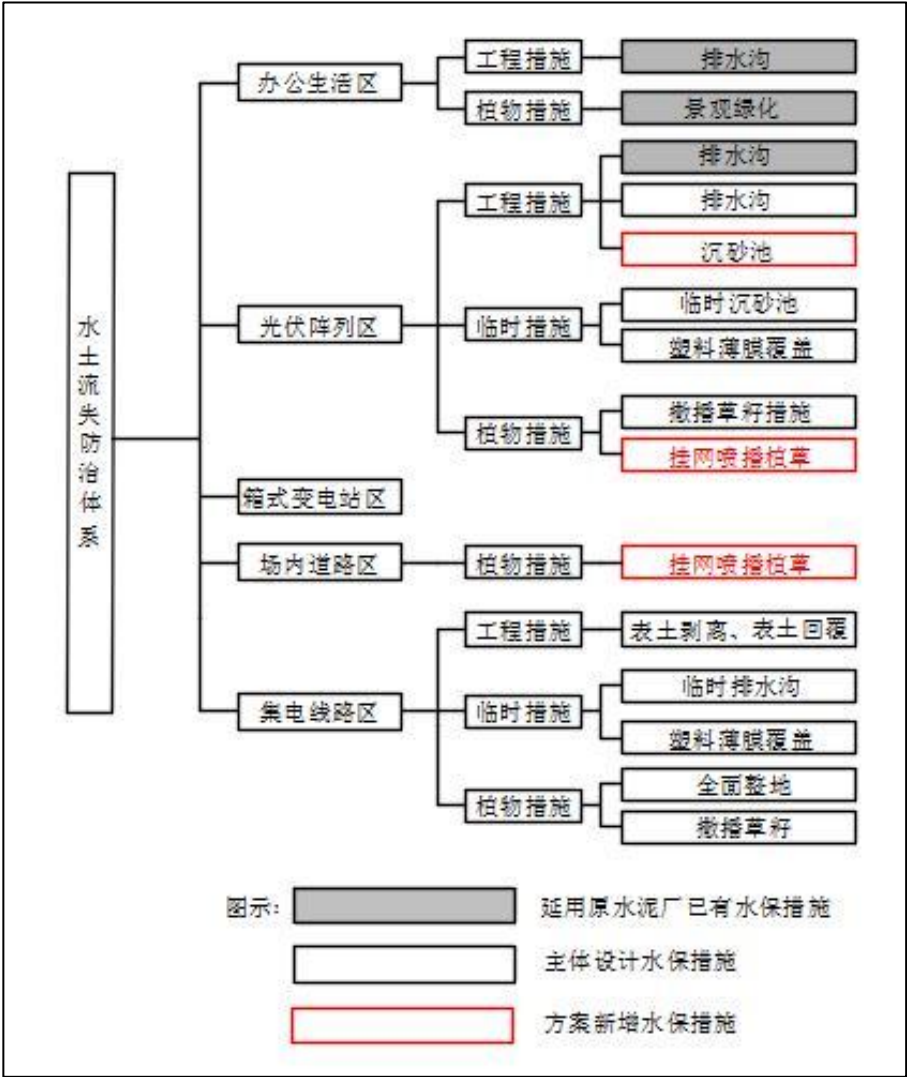 水土流失防治体系
办公生活区
工程措施
排水沟
植物措施
景观绿化
光伏阵列区
工程措施
排水沟
排水沟
沉砂池
临时措施
临时沉砂池
塑料薄膜覆盖
植物措施
撒播草籽措施
挂网喷播植草
箱式变电站区
场内道路区
植物措施
挂网喷播植草
集电线路区
工程措施
表土剥离、表土回覆
临时措施
临时排水沟
塑料薄膜覆盖
植物措施
全面整地
撒播草籽
图示:
延用原水泥厂已有水保措施
主体设计水保措施
方案新增水保措施